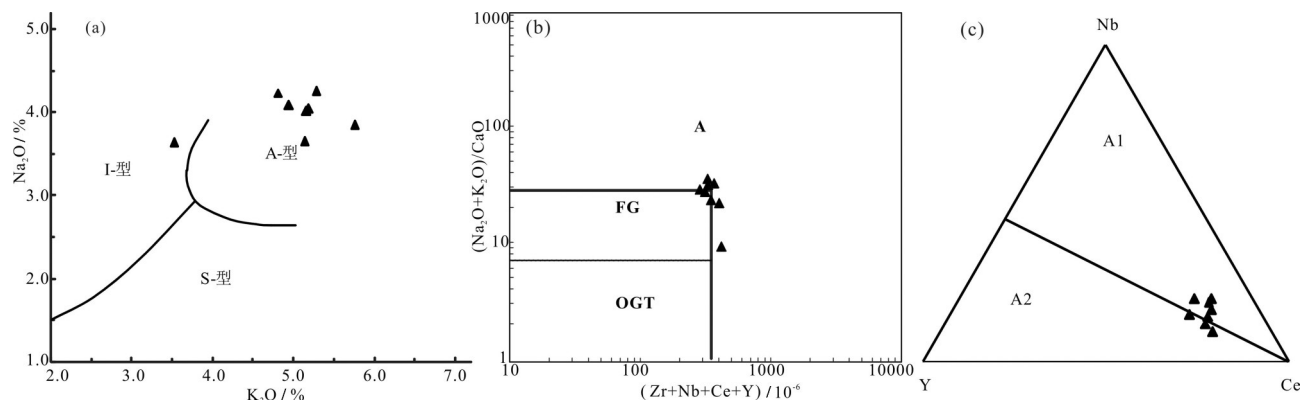 (a)
5.0
4.0
3.0
2.0
1.0
Na₂O / %
I-型
A-型
S-型
2.0 3.0 4.0 5.0 6.0 7.0
K₂O / %
(b)
1000
100
10
1
(Na₂O+K₂O)/CaO
A
FG
OGT
10 100 1000 10000
(Zr+Nb+Ce+Y) / 10⁻⁶
(c)
Nb
A1
A2
Y
Ce